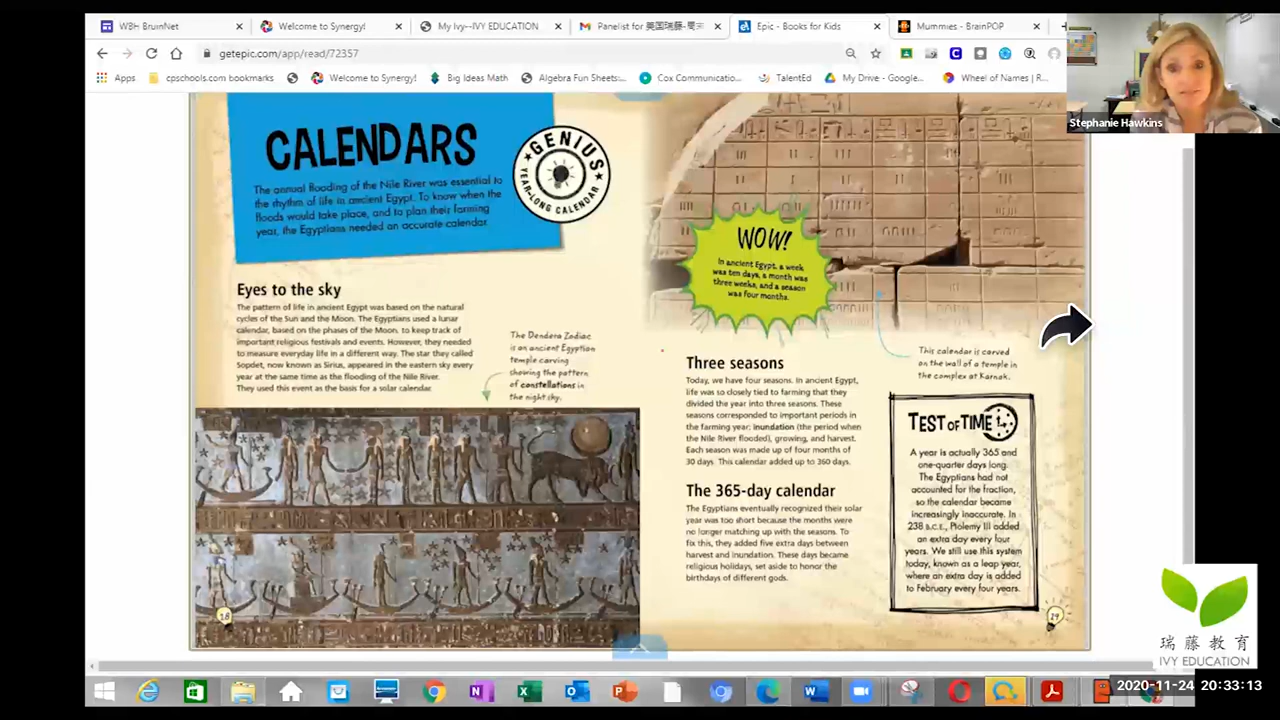 WBH BruinNet
Welcome to Synergy!
My Ivy--IVY EDUCATION
Panelist for 英国瑞藤-周末
Epic - Books for Kids
Mummies - BrainPOP
getepic.com/app/read/72357
Apps
cpschools.com bookmarks
Welcome to Synergy!
Big Ideas Math
Algebra Fun Sheets:...
Cox Communicatio...
TalentEd
My Drive - Google...
Wheel of Names | R...
Stephanie Hawkins
CALENDARS
The annual flooding of the Nile River was essential to
the rhythm of life in ancient Egypt. To know when the
floods would take place, and to plan their farming
year, the Egyptians needed an accurate calendar.
GENIUS
YEAR-LONG CALENDAR
Eyes to the sky
The pattern of life in ancient Egypt was based on the natural
cycles of the Sun and the Moon. The Egyptians used a lunar
calendar, based on the phases of the Moon, to keep track of
important religious festivals and events. However, they needed
to measure everyday life in a different way. The star they called
Sopdet, now known as Sirius, appeared in the eastern sky every
year at the same time as the flooding of the Nile River.
They used this event as the basis for a solar calendar.
The Dendera Zodiac
is an ancient Egyptian
temple carving
showing the pattern
of constellations in
the night sky.
18
WOW!
In ancient Egypt, a week
was ten days, a month was
three weeks, and a season
was four months.
Three seasons
Today, we have four seasons. In ancient Egypt,
life was so closely tied to farming that they
divided the year into three seasons. These
seasons corresponded to important periods in
the farming year: inundation (the period when
the Nile River flooded), growing, and harvest.
Each season was made up of four months of
30 days. This calendar added up to 360 days.
The 365-day calendar
The Egyptians eventually recognized their solar
year was too short because the months were
no longer matching up with the seasons. To
fix this, they added five extra days between
harvest and inundation. These days became
religious holidays, set aside to honor the
birthdays of different gods.
This calendar is carved
on the wall of a temple in
the complex at Karnak.
TEST OF TIME
A year is actually 365 and
one-quarter days long.
The Egyptians had not
accounted for the fraction,
so the calendar became
increasingly inaccurate. In
238 B.C.E., Ptolemy III added
an extra day every four
years. We still use this system
today, known as a leap year,
where an extra day is added
to February every four years.
19
瑞藤教育
IVY EDUCATION
2020-11-24 20:33:13